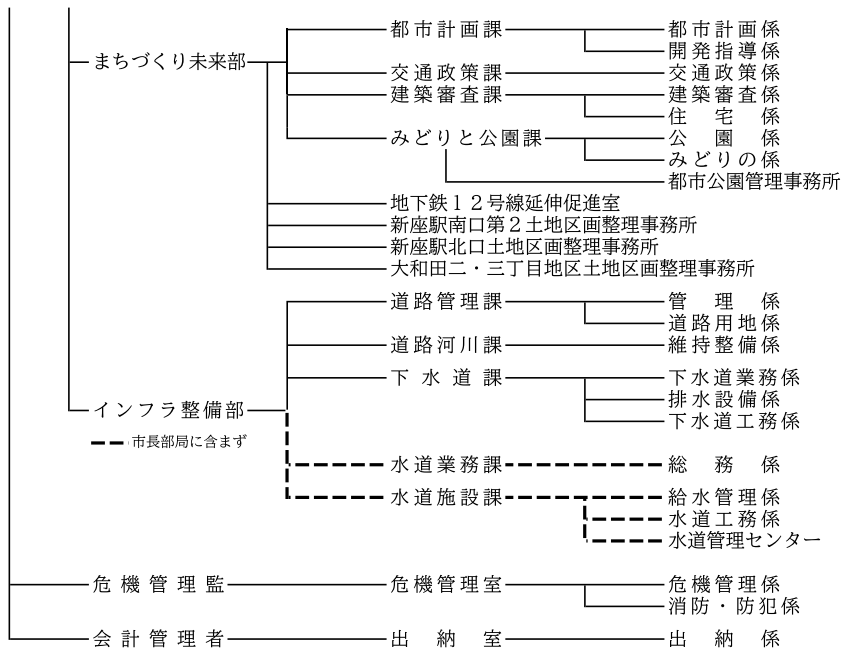 都市計画課 都市計画係
開発指導係
まちづくり未来部
交通政策課 交通政策係
建築審査課 建築審査係
住宅係
みどりと公園課 公園係
みどりの係
都市公園管理事務所
地下鉄12号線延伸促進室
新座駅南口第2土地区画整理事務所
新座駅北口土地区画整理事務所
大和田二・三丁目地区土地区画整理事務所
道路管理課 管理係
道路用地係
道路河川課 維持整備係
下水道課 下水道業務係
排水設備係
インフラ整備部
下水道工務係
市長部局に含まず
水道業務課 総務係
水道施設課 給水管理係
水道工務係
水道管理センター
危機管理監 危機管理室 危機管理係
消防・防犯係
会計管理者 出納室 出納係